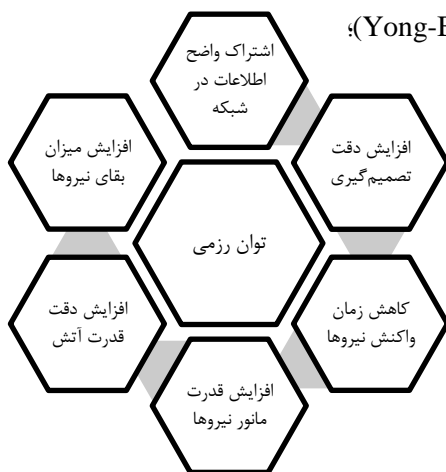 (Yong-E؛
اشتراک واضح
اطلاعات در
شبکه
افزایش دقت
تصمیم‌گیری
کاهش زمان
واکنش نیروها
افزایش قدرت
مانور نیروها
افزایش دقت
قدرت آتش
افزایش میزان
بقای نیروها
توان رزمی